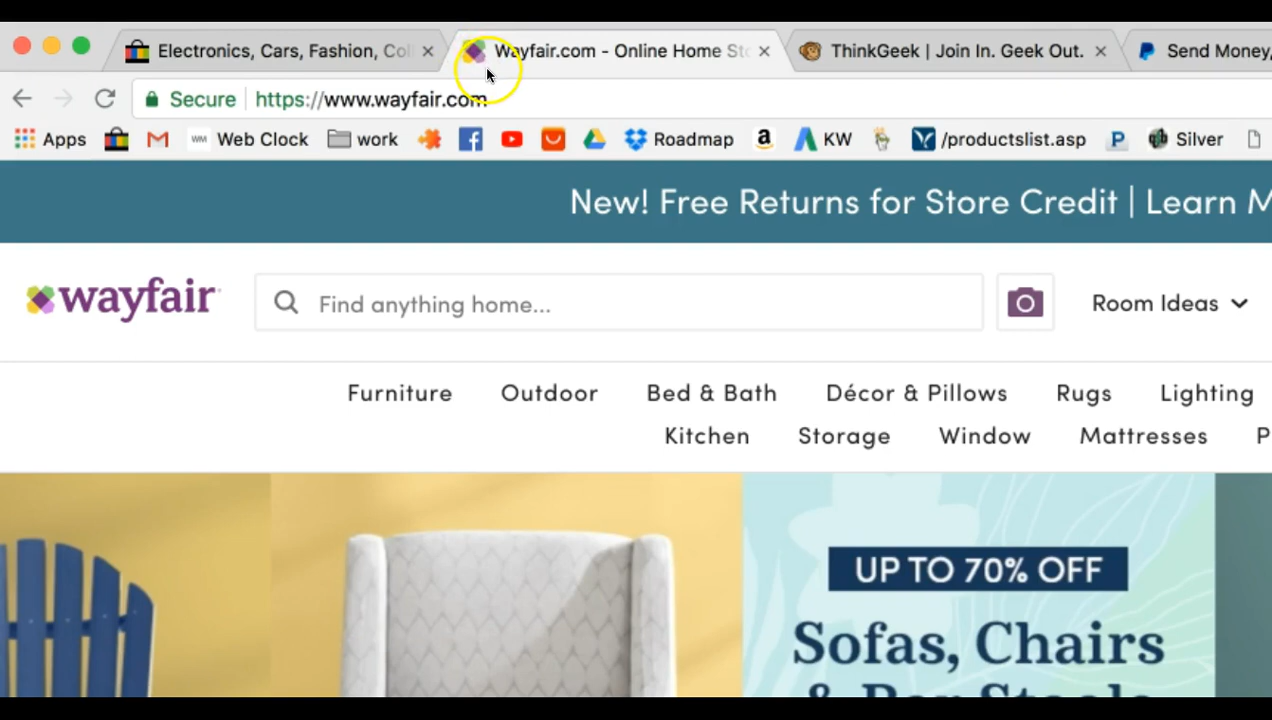 Electronics, Cars, Fashion, Col
Wayfair.com - Online Home Sto
ThinkGeek | Join In. Geek Out.
Send Money,
Secure
https://www.wayfair.com
Apps
WM Web Clock
work
Roadmap
KW
/productslist.asp
Silver
New! Free Returns for Store Credit | Learn M
wayfair
Find anything home...
Room Ideas
Furniture Outdoor Bed & Bath Décor & Pillows Rugs Lighting
Kitchen Storage Window Mattresses P
UP TO 70% OFF
Sofas, Chairs
& Bar Stools